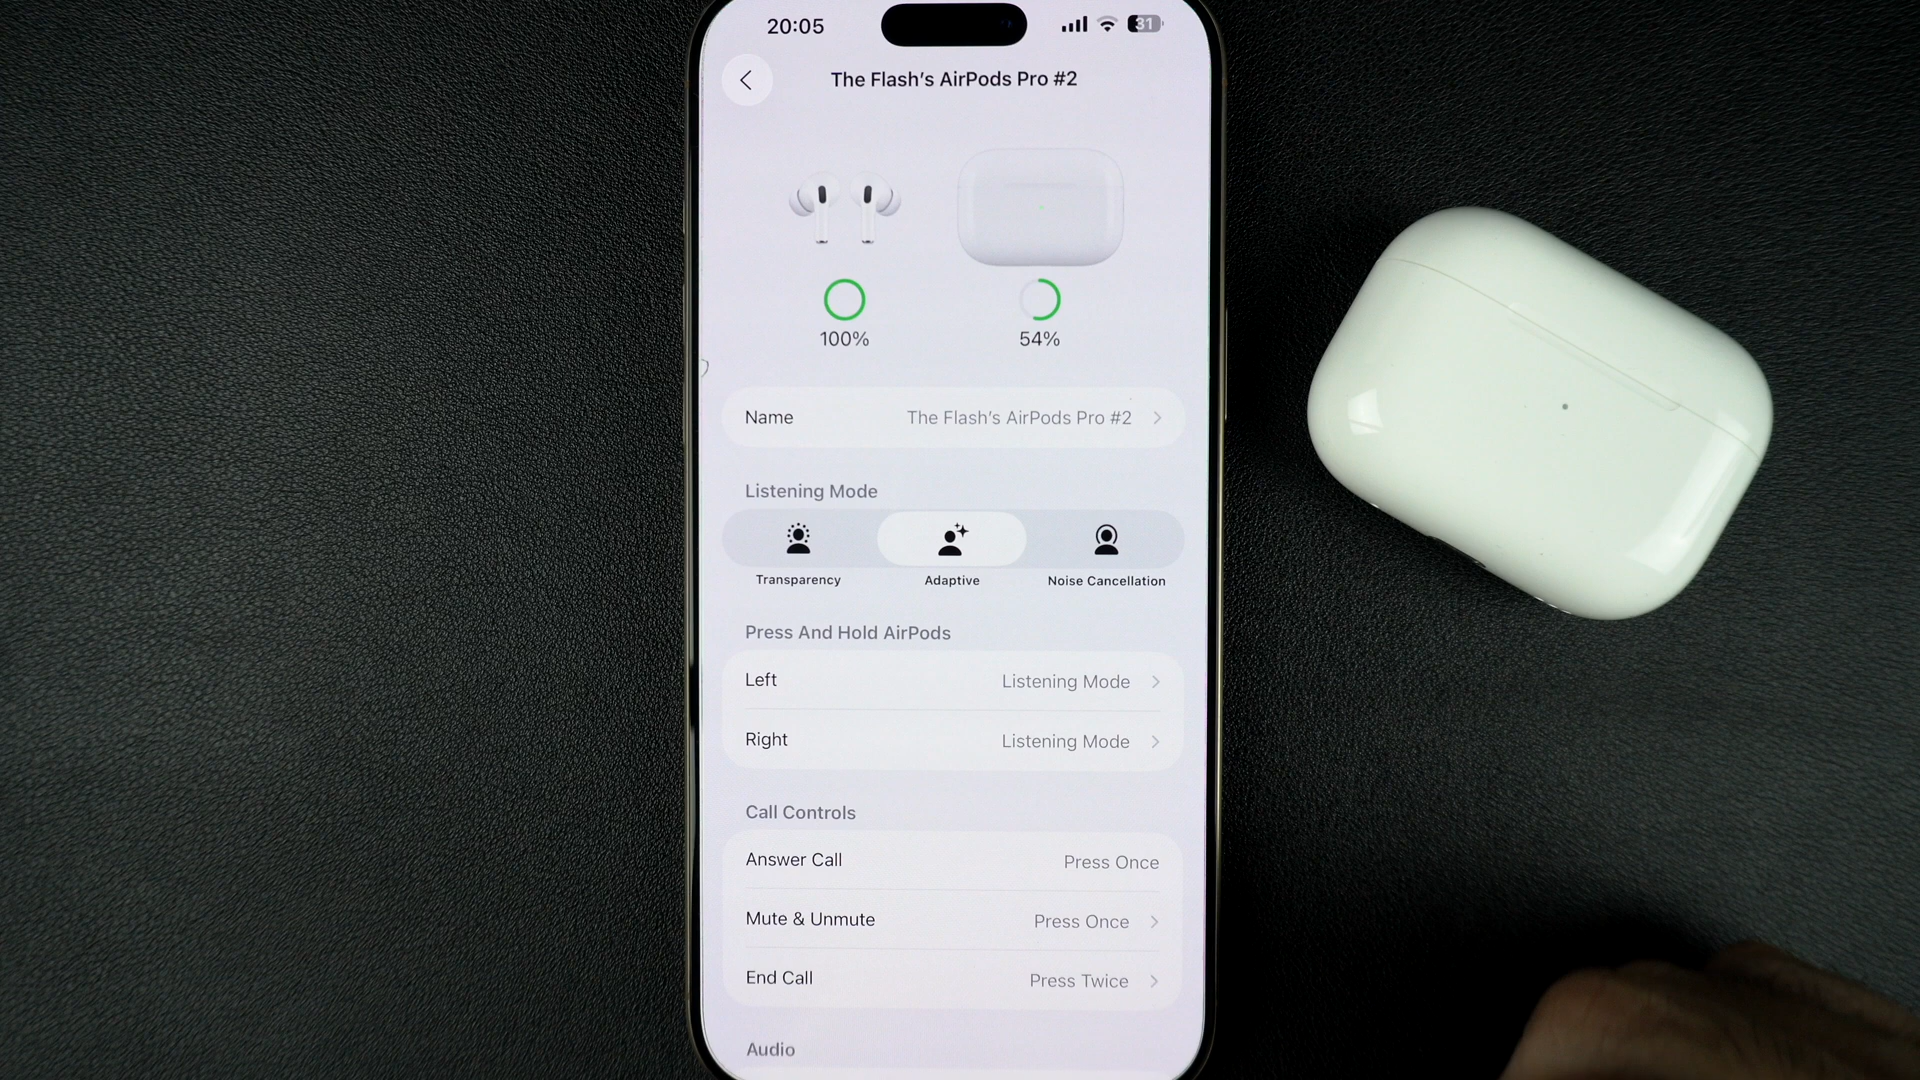 20:05
31
The Flash's AirPods Pro #2
100%
54%
Name The Flash's AirPods Pro #2
Listening Mode
Transparency Adaptive Noise Cancellation
Press And Hold AirPods
Left Listening Mode
Right Listening Mode
Call Controls
Answer Call Press Once
Mute & Unmute Press Once
End Call Press Twice
Audio